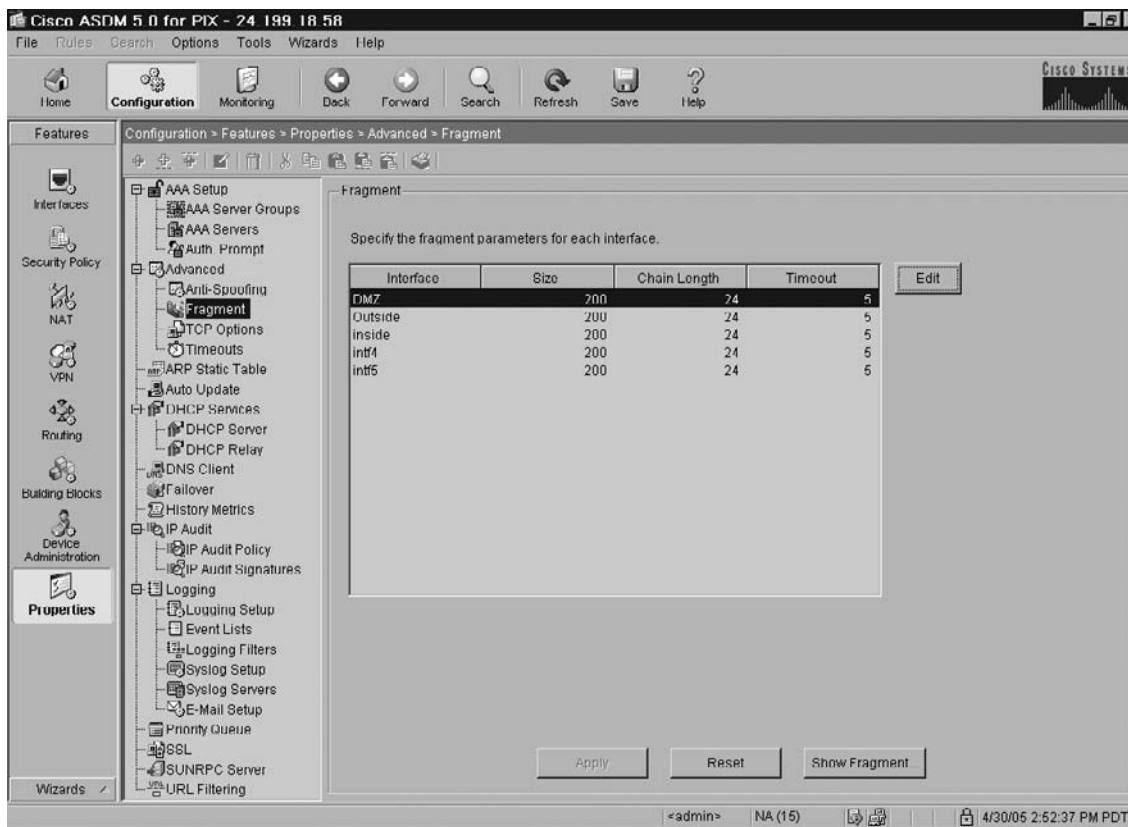 Cisco ASDM 5.0 for PIX - 24.199.18.58
File Rules Search Options Tools Wizards Help
Home Configuration Monitoring Back Forward Search Refresh Save Help
CISCO SYSTEMS
Features
Configuration > Features > Properties > Advanced > Fragment
Interfaces
Security Policy
NAT
VPN
Routing
Building Blocks
Device
Administration
Properties
Wizards
AAA Setup
AAA Server Groups
AAA Servers
Auth. Prompt
Advanced
Anti-Spoofing
Fragment
TCP Options
Timeouts
ARP Static Table
Auto Update
DHCP Services
DHCP Server
DHCP Relay
DNS Client
Failover
History Metrics
IP Audit
IP Audit Policy
IP Audit Signatures
Logging
Logging Setup
Event Lists
Logging Filters
Syslog Setup
Syslog Servers
E-Mail Setup
Priority Queue
SSL
SUNRPC Server
URL Filtering
Fragment
Specify the fragment parameters for each interface.
Interface Size Chain Length Timeout
DMZ 200 24 5
Outside 200 24 5
inside 200 24 5
intf4 200 24 5
intf5 200 24 5
Edit
Apply Reset Show Fragment
<admin> NA (15) 4/30/05 2:52:37 PM PDT